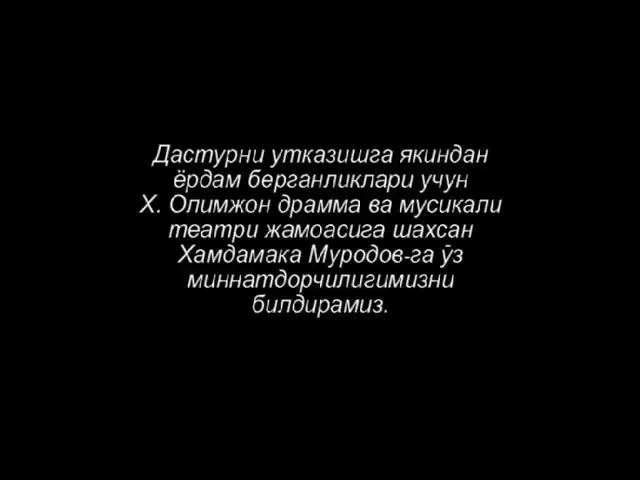 Дастурни утказишга якиндан
ёрдам берганликлари учун
Х. Олимжон драмма ва мусикали
театри жамоасига шахсан
Хамдамака Муродов-га ўз
миннатдорчилигимизни
билдирамиз.